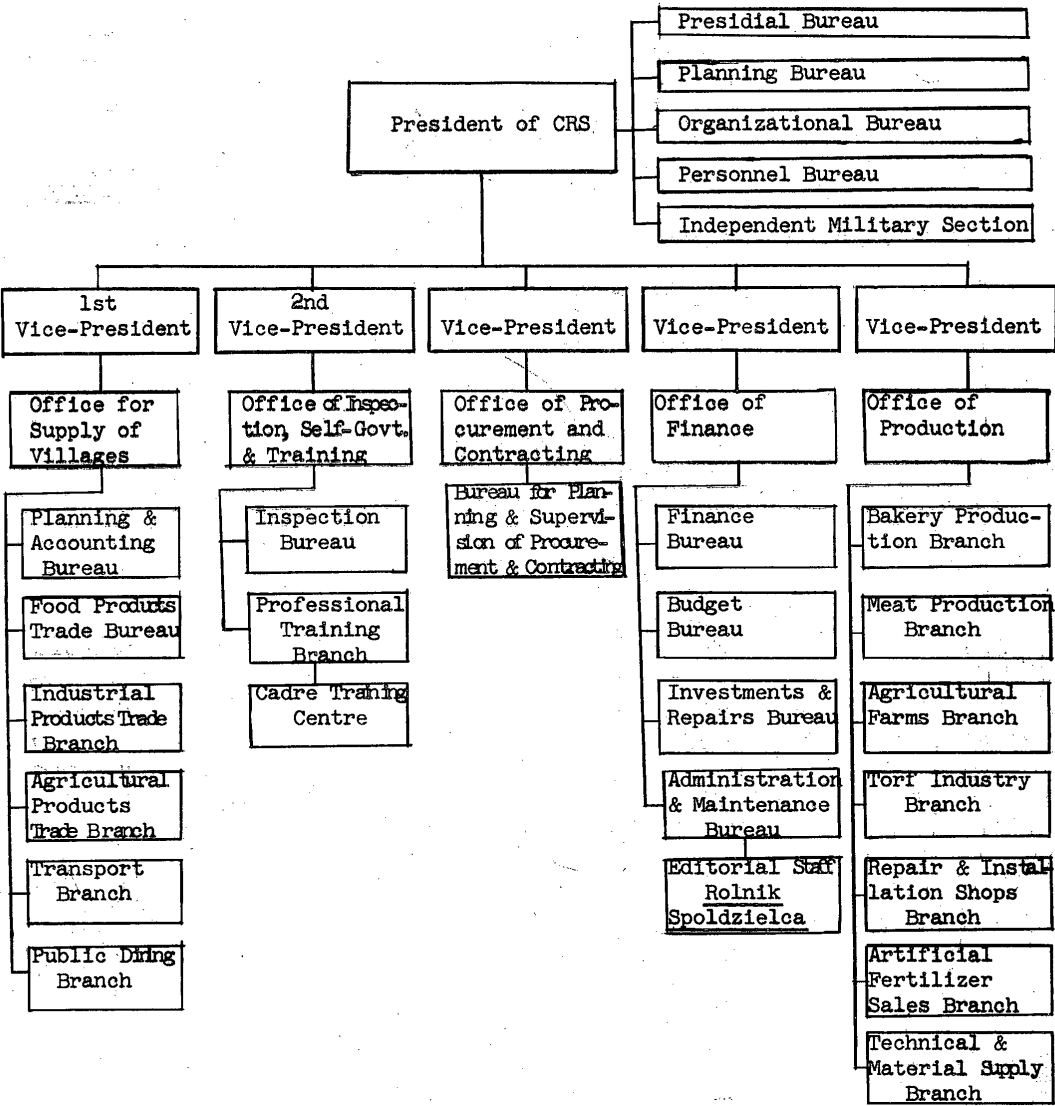 Presidial Bureau
Planning Bureau
President of CRS
Organizational Bureau
Personnel Bureau
Independent Military Section
1st
Vice-President
2nd
Vice-President
Vice-President
Vice-President
Vice-President
Office for
Supply of
Villages
Office of Inspec-
tion, Self-Govt.
& Training
Office of Pro-
curement and
Contracting
Office of
Finance
Office of
Production
Planning &
Accounting
Bureau
Food Products
Trade Bureau
Industrial
Products Trade
Branch
Agricultural
Products
Trade Branch
Transport
Branch
Public Dining
Branch
Inspection
Bureau
Professional
Training
Branch
Cadre Training
Centre
Bureau for Plan-
ning & Supervi-
sion of Procure-
ment & Contracting
Finance
Bureau
Budget
Bureau
Investments &
Repairs Bureau
Administration
& Maintenance
Bureau
Editorial Staff
Rolnik
Spoldzielca
Bakery Produc-
tion Branch
Meat Production
Branch
Agricultural
Farms Branch
Torf Industry
Branch
Repair & Instal-
lation Shops
Branch
Artificial
Fertilizer
Sales Branch
Technical &
Material Supply
Branch